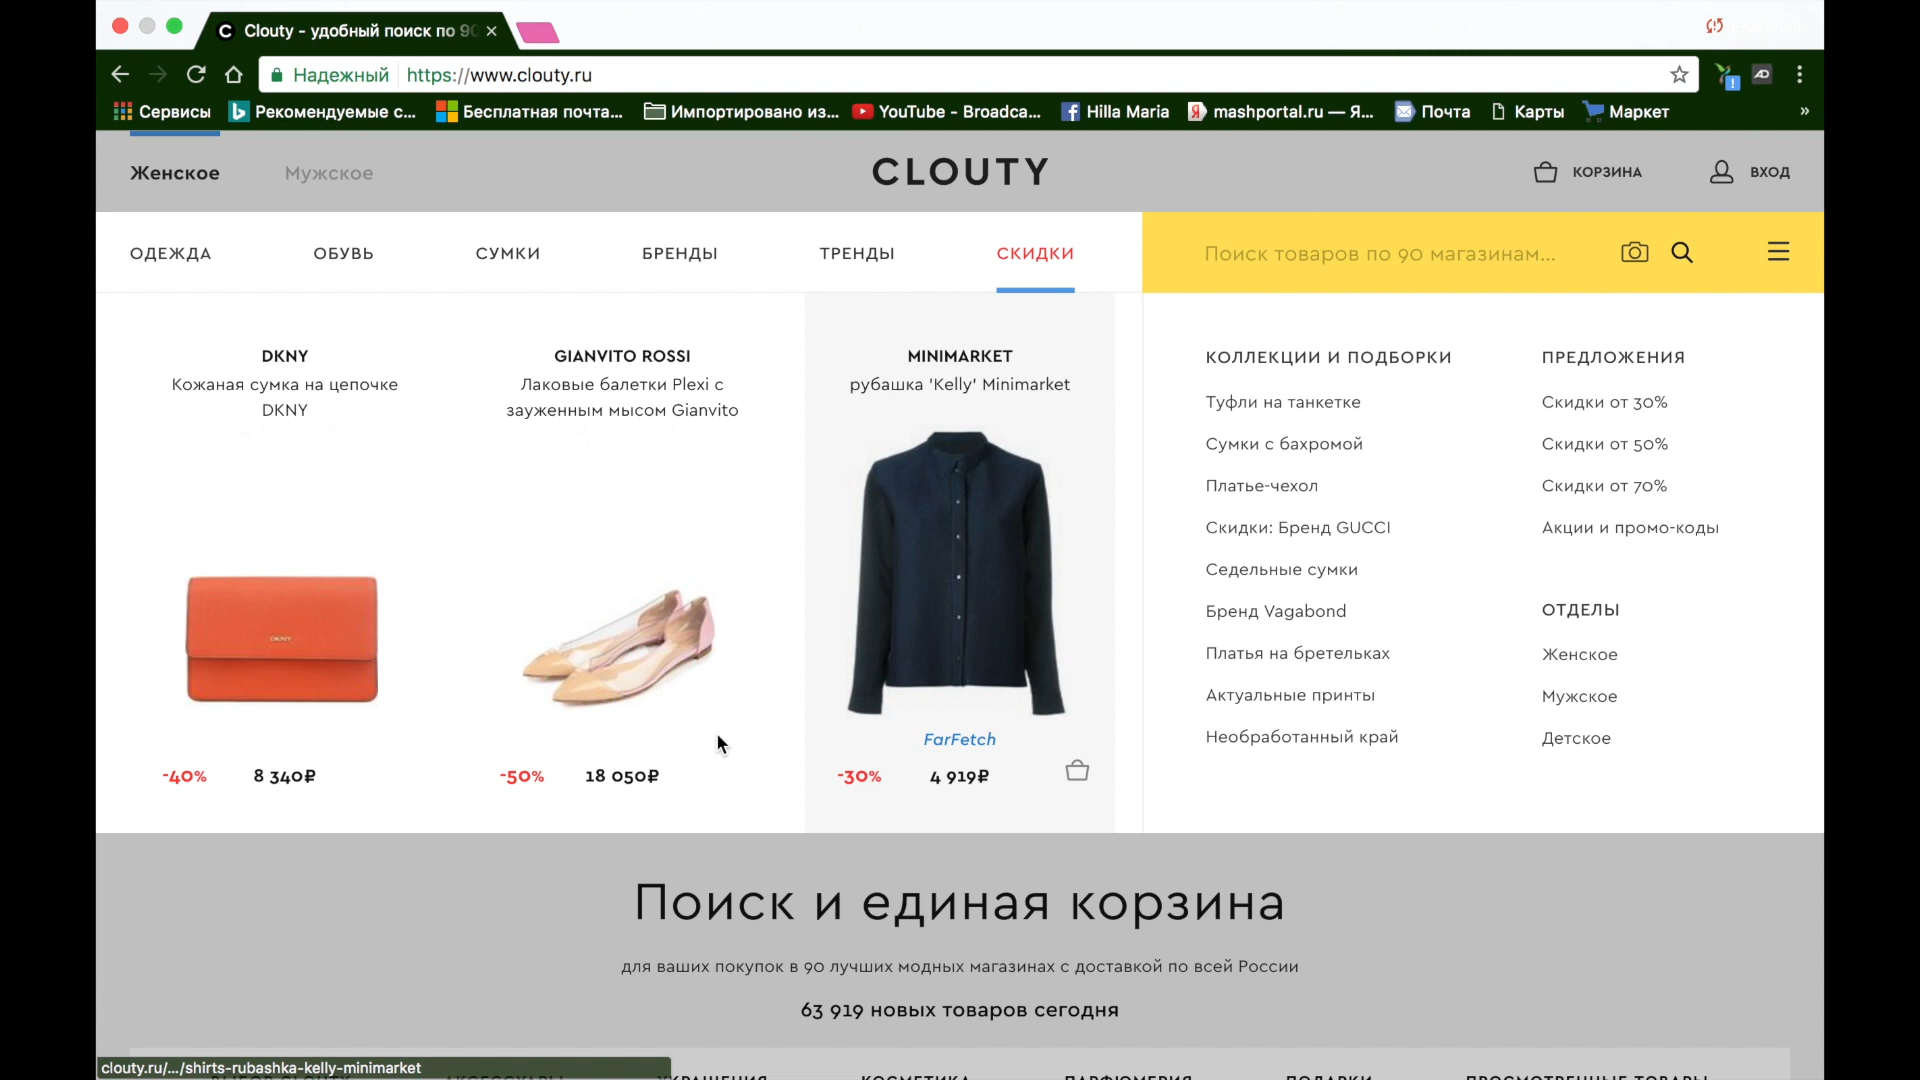 Clouty - удобный поиск по 90
Надежный https://www.clouty.ru
Сервисы Рекомендуемые с... Бесплатная почта... Импортировано из... YouTube - Broadca... Hilla Maria mashportal.ru — Я... Почта Карты Маркет »
Женское Мужское CLOUTY КОРЗИНА ВХОД
ОДЕЖДА ОБУВЬ СУМКИ БРЕНДЫ ТРЕНДЫ СКИДКИ Поиск товаров по 90 магазинам...
DKNY
Кожаная сумка на цепочке
DKNY
DKNY
-40% 8 340₽
GIANVITO ROSSI
Лаковые балетки Plexi с
зауженным мысом Gianvito
-50% 18 050₽
MINIMARKET
рубашка 'Kelly' Minimarket
FarFetch
-30% 4 919₽
КОЛЛЕКЦИИ И ПОДБОРКИ
Туфли на танкетке
Сумки с бахромой
Платье-чехол
Скидки: Бренд GUCCI
Седельные сумки
Бренд Vagabond
Платья на бретельках
Актуальные принты
Необработанный край
ПРЕДЛОЖЕНИЯ
Скидки от 30%
Скидки от 50%
Скидки от 70%
Акции и промо-коды
ОТДЕЛЫ
Женское
Мужское
Детское
Поиск и единая корзина
для ваших покупок в 90 лучших модных магазинах с доставкой по всей России
63 919 новых товаров сегодня
clouty.ru/.../shirts-rubashka-kelly-minimarket
УКРАШЕНИЯ КОСМЕТИКА ПАРФЮМЕРИЯ ПОДАРКИ ПРОСМОТРЕННЫЕ ТОВАРЫ